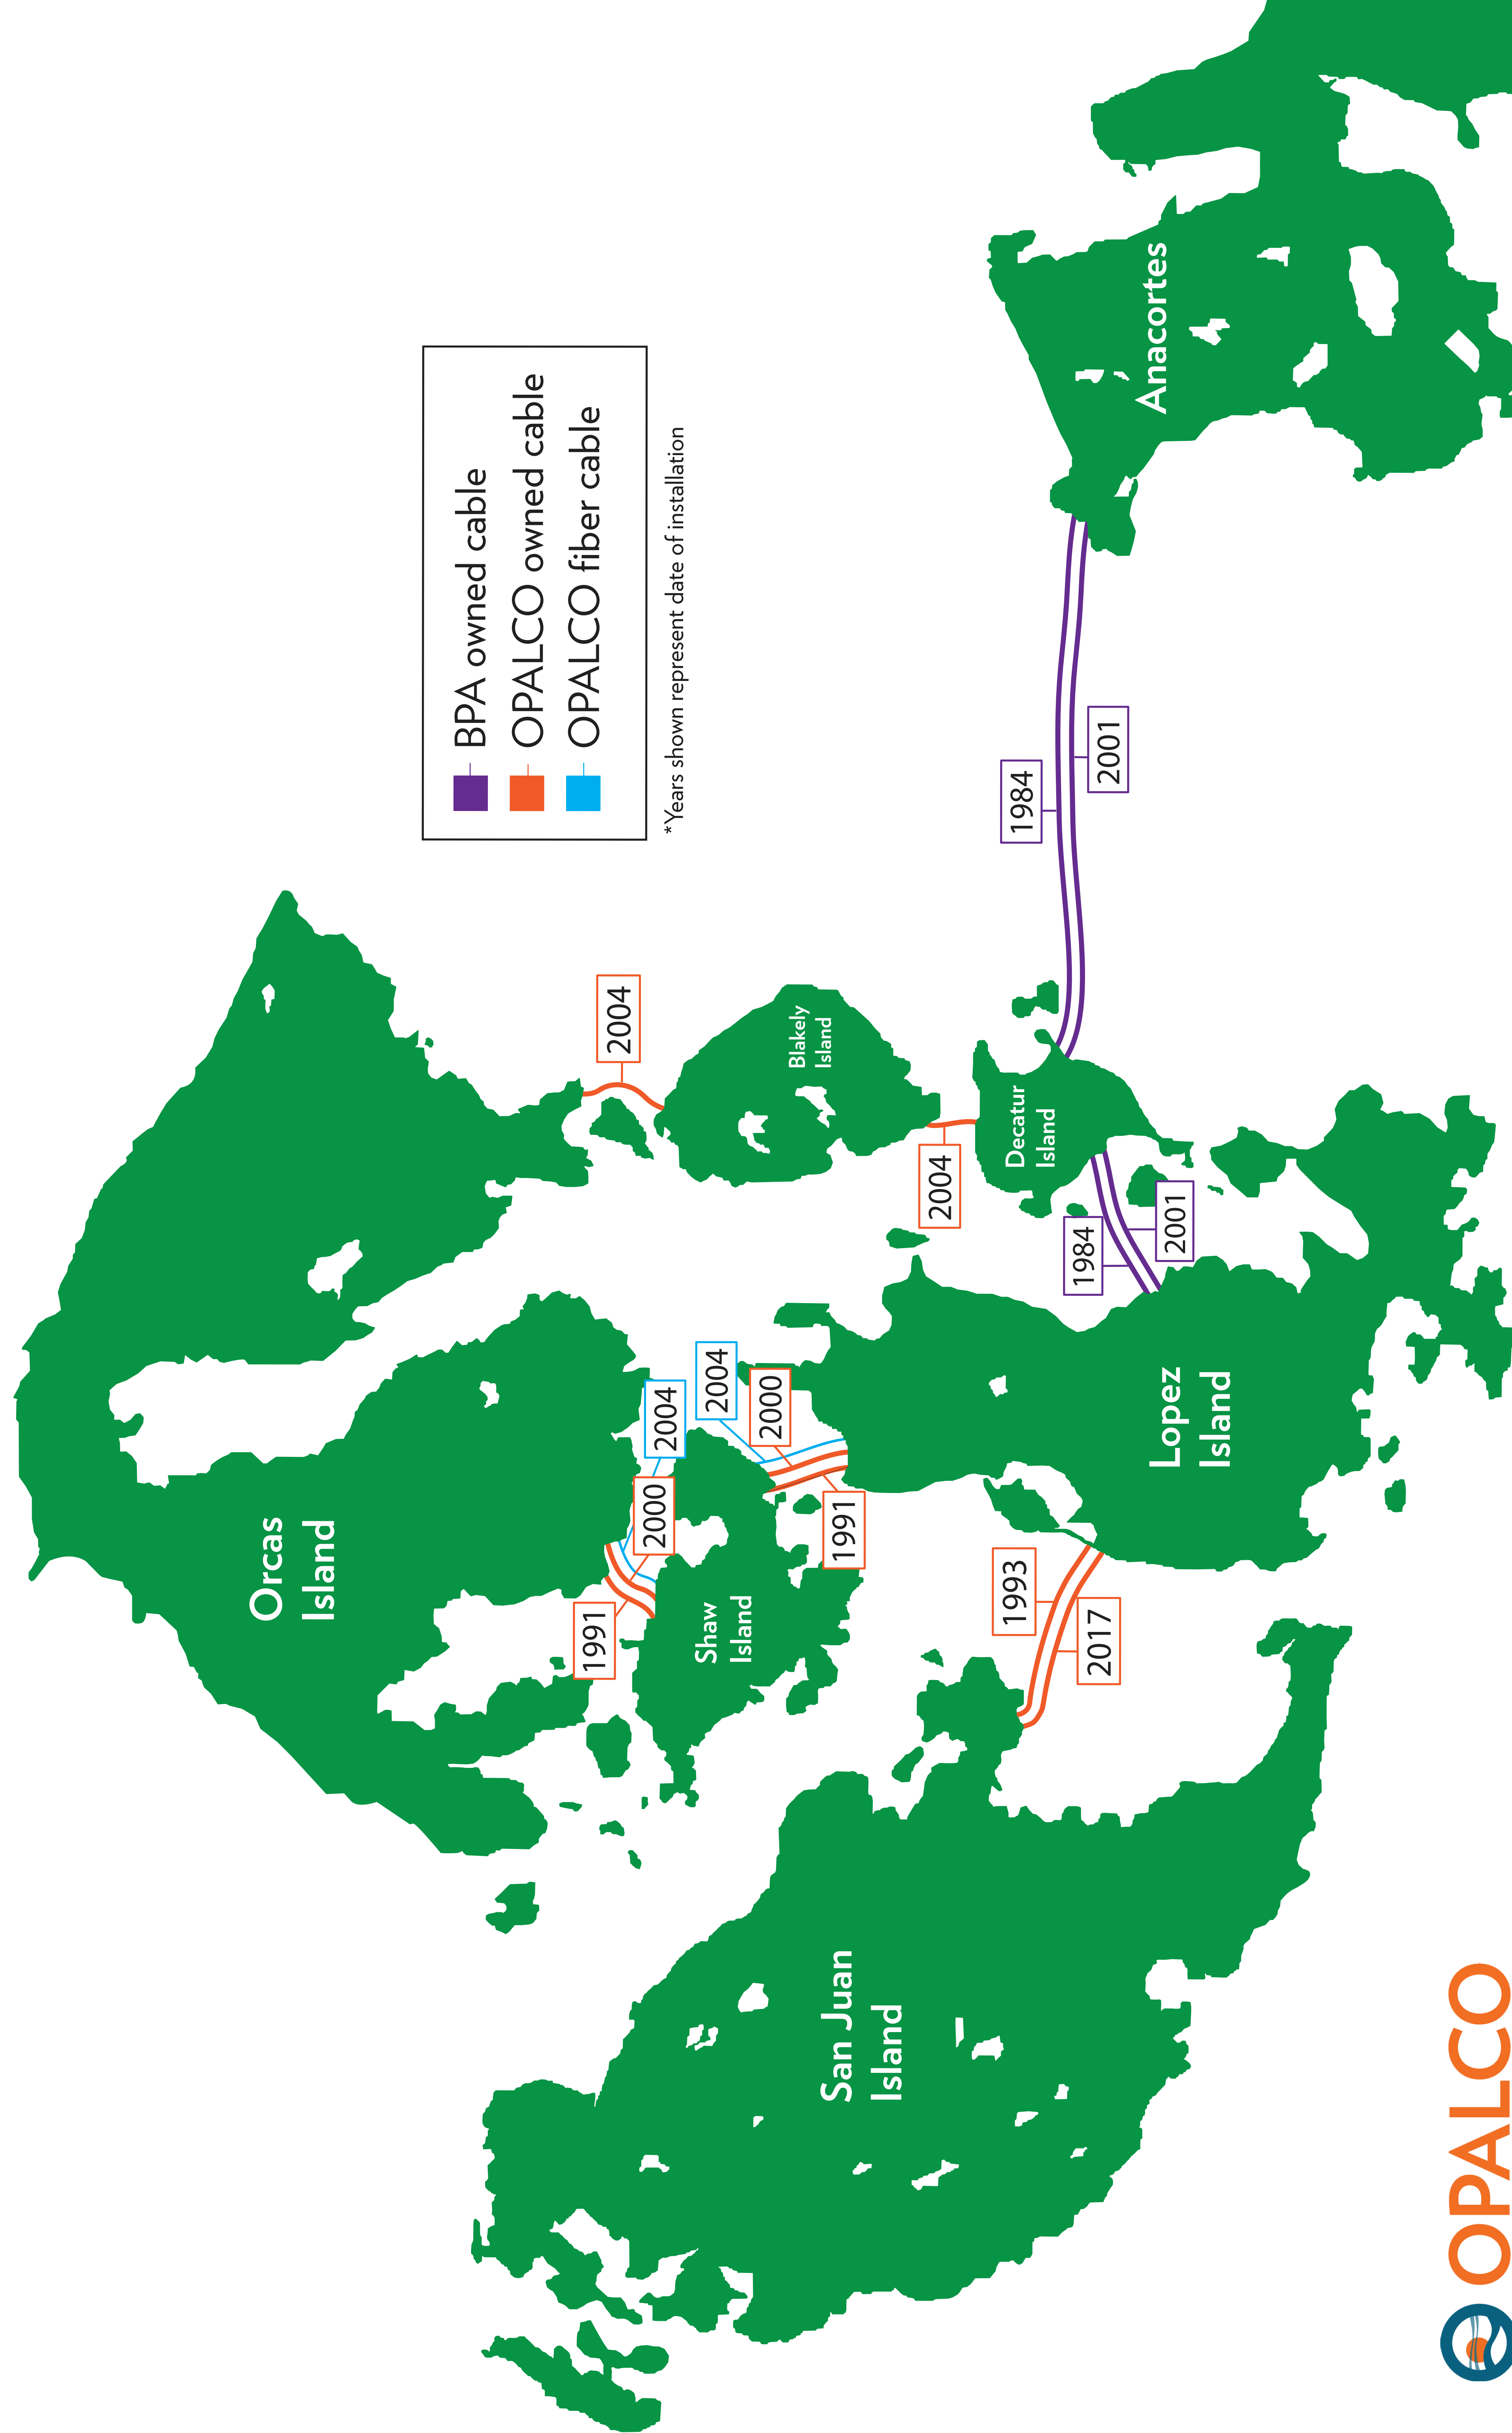 BPA owned cable
OPALCO owned cable
OPALCO fiber cable
*Years shown represent date of installation
Orcas
Island
2004
Blakely
Island
1991
2000
2004
2004
2000
1991
Shaw
Island
2004
Decatur
Island
1984
2001
Anacortes
San Juan
Island
1993
2017
1984
2001
Lopez
Island
OPALCO